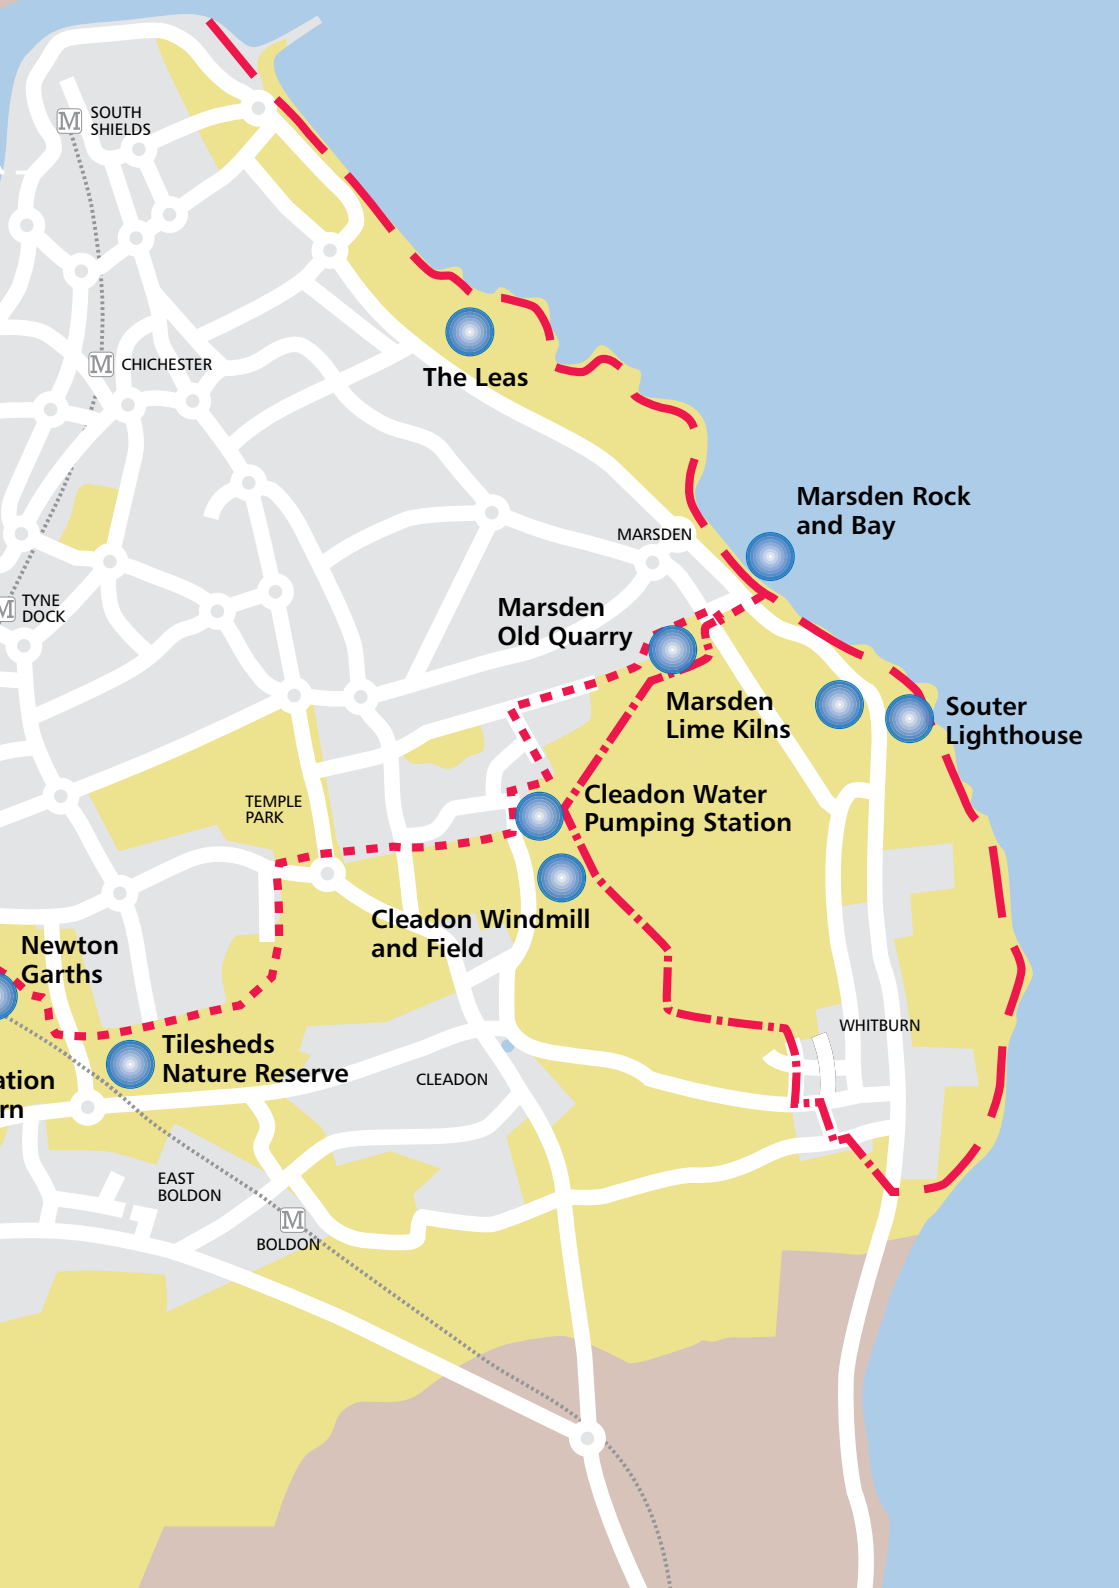 M
SOUTH
SHIELDS
M
CHICHESTER
The Leas
Marsden Rock
and Bay
MARSDEN
M
TYNE
DOCK
Marsden
Old Quarry
Marsden
Lime Kilns
Souter
Lighthouse
Cleadon Water
Pumping Station
TEMPLE
PARK
Cleadon Windmill
and Field
Newton
Garths
WHITBURN
Tilesheds
Nature Reserve
ation
rn
CLEADON
EAST
BOLDON
M
BOLDON